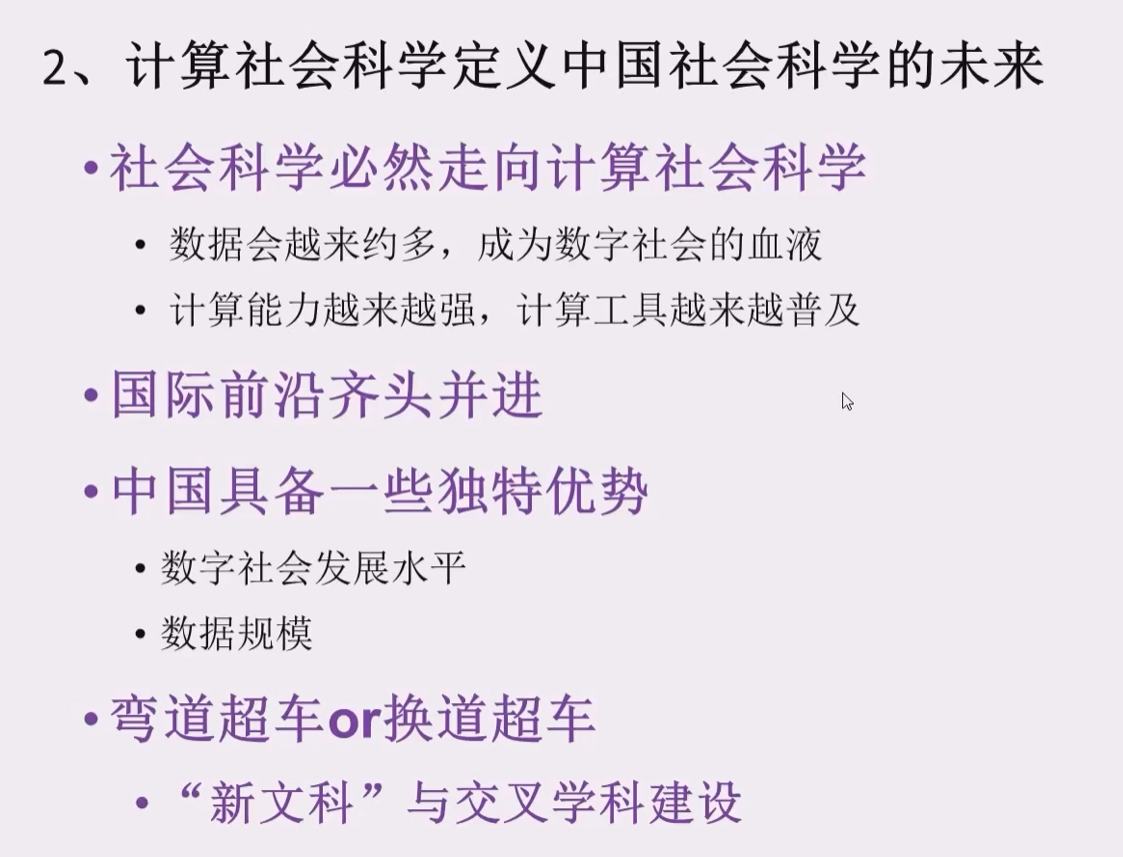 2、计算社会科学定义中国社会科学的未来
•社会科学必然走向计算社会科学
• 数据会越来约多，成为数字社会的血液
• 计算能力越来越强，计算工具越来越普及
•国际前沿齐头并进
•中国具备一些独特优势
• 数字社会发展水平
• 数据规模
•弯道超车or换道超车
• “新文科”与交叉学科建设